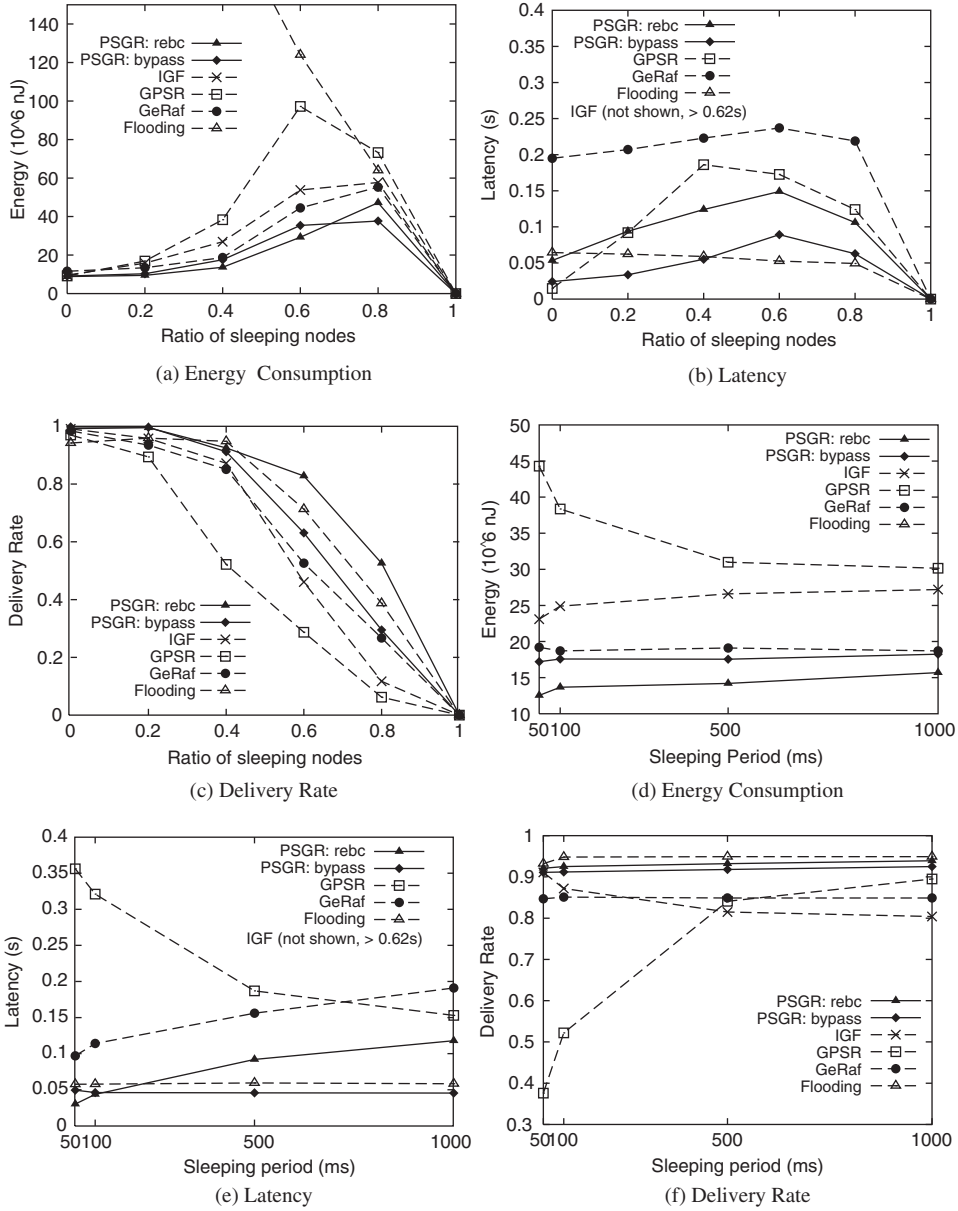 140
120
100
80
60
40
20
0
Energy (10^6 nJ)
PSGR: rebc
PSGR: bypass
IGF
GPSR
GeRaf
Flooding
0 0.2 0.4 0.6 0.8 1
Ratio of sleeping nodes
(a) Energy Consumption
0.4
0.35
0.3
0.25
0.2
0.15
0.1
0.05
0
Latency (s)
PSGR: rebc
PSGR: bypass
GPSR
GeRaf
Flooding
IGF (not shown, > 0.62s)
0 0.2 0.4 0.6 0.8 1
Ratio of sleeping nodes
(b) Latency
1
0.8
0.6
0.4
0.2
0
Delivery Rate
PSGR: rebc
PSGR: bypass
IGF
GPSR
GeRaf
Flooding
0 0.2 0.4 0.6 0.8 1
Ratio of sleeping nodes
(c) Delivery Rate
50
45
40
35
30
25
20
15
10
Energy (10^6 nJ)
PSGR: rebc
PSGR: bypass
IGF
GPSR
GeRaf
Flooding
50 100 500 1000
Sleeping Period (ms)
(d) Energy Consumption
0.4
0.35
0.3
0.25
0.2
0.15
0.1
0.05
0
Latency (s)
PSGR: rebc
PSGR: bypass
GPSR
GeRaf
Flooding
IGF (not shown, > 0.62s)
50 100 500 1000
Sleeping period (ms)
(e) Latency
1
0.9
0.8
0.7
0.6
0.5
0.4
0.3
Delivery Rate
PSGR: rebc
PSGR: bypass
IGF
GPSR
GeRaf
Flooding
50 100 500 1000
Sleeping period (ms)
(f) Delivery Rate